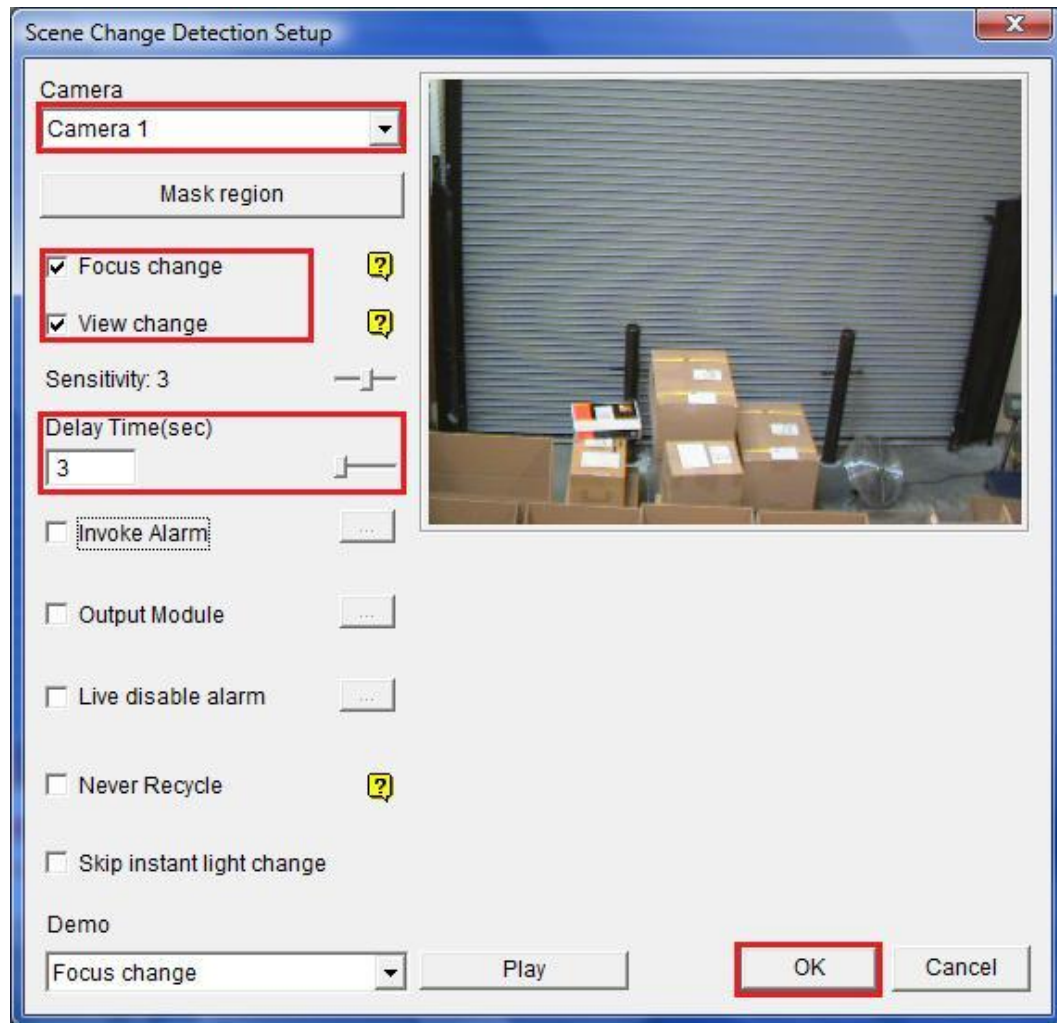 Scene Change Detection Setup
Camera
Camera 1
Mask region
Focus change
View change
Sensitivity: 3
Delay Time(sec)
3
Invoke Alarm
...
Output Module
...
Live disable alarm
...
Never Recycle
Skip instant light change
Demo
Focus change
Play
OK
Cancel